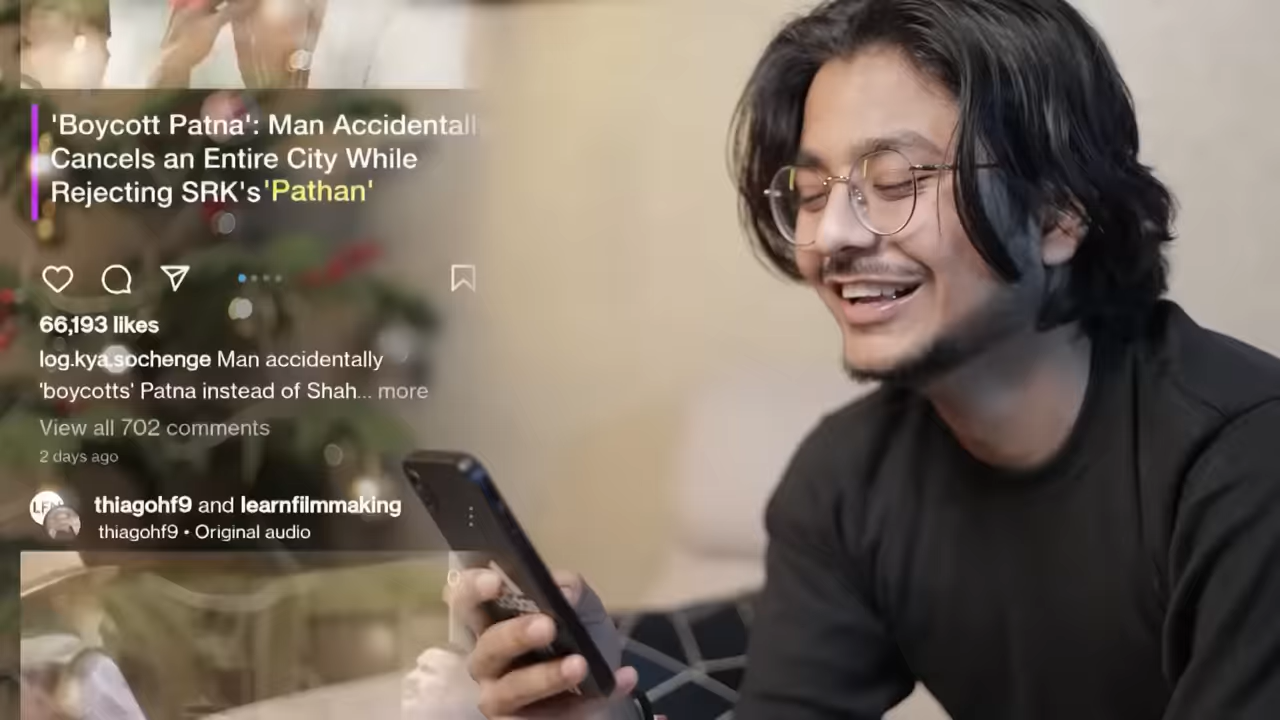 'Boycott Patna': Man Accidentall
Cancels an Entire City While
Rejecting SRK's 'Pathan'
66,193 likes
log.kya.sochenge Man accidentally
'boycotts' Patna instead of Shah... more
View all 702 comments
2 days ago
LF
thiagohf9 and learnfilmmaking
thiagohf9 • Original audio